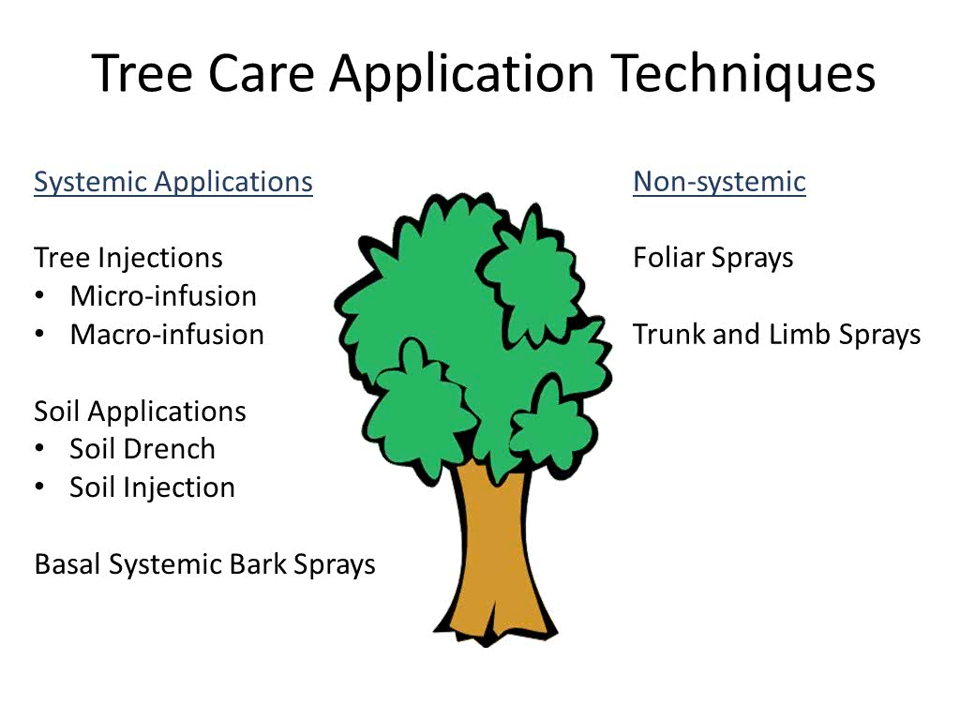 Tree Care Application Techniques
Systemic Applications
Tree Injections
• Micro-infusion
• Macro-infusion
Soil Applications
• Soil Drench
• Soil Injection
Basal Systemic Bark Sprays
Non-systemic
Foliar Sprays
Trunk and Limb Sprays